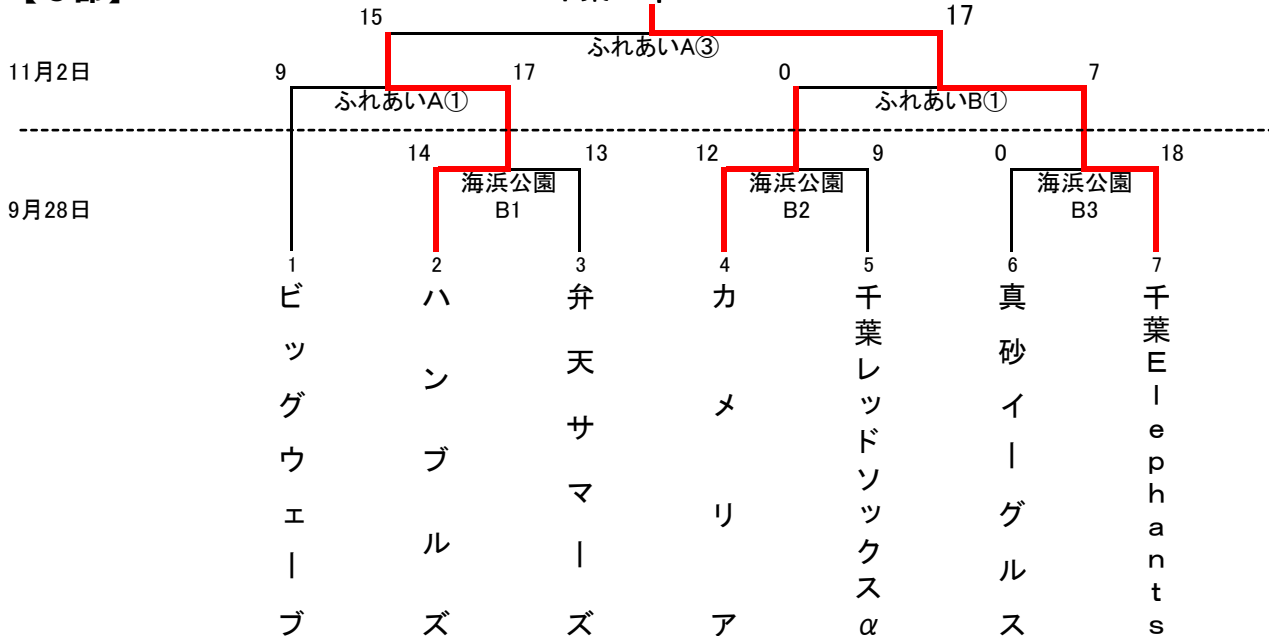 15
17
ふれあいA③
11月2日
9
17
0
7
ふれあいA①
ふれあいB①
14
13
12
9
0
18
海浜公園
B1
海浜公園
B2
海浜公園
B3
9月28日
1
2
3
4
5
6
7
ビッグウェーブ
ハンブルズ
弁天サマーズ
カメリア
千葉レッドソックスα
真砂イーグルス
千葉Elephants